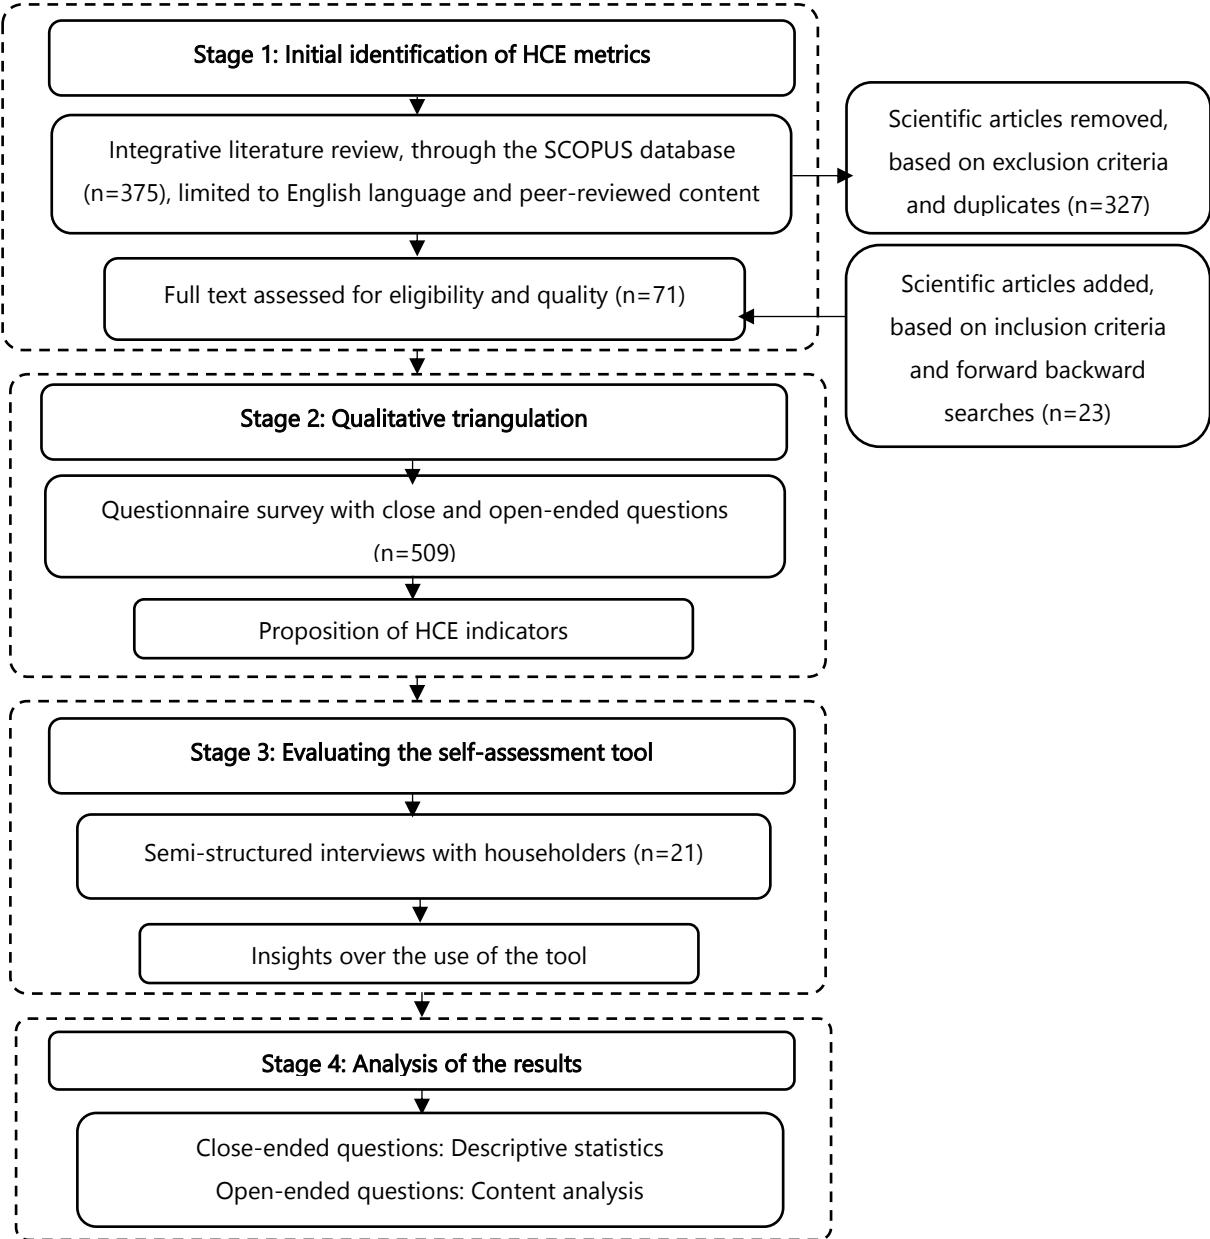 Stage 1: Initial identification of HCE metrics
Integrative literature review, through the SCOPUS database
(n=375), limited to English language and peer-reviewed content
Scientific articles removed,
based on exclusion criteria
and duplicates (n=327)
Full text assessed for eligibility and quality (n=71)
Scientific articles added,
based on inclusion criteria
and forward backward
searches (n=23)
Stage 2: Qualitative triangulation
Questionnaire survey with close and open-ended questions
(n=509)
Proposition of HCE indicators
Stage 3: Evaluating the self-assessment tool
Semi-structured interviews with householders (n=21)
Insights over the use of the tool
Stage 4: Analysis of the results
Close-ended questions: Descriptive statistics
Open-ended questions: Content analysis